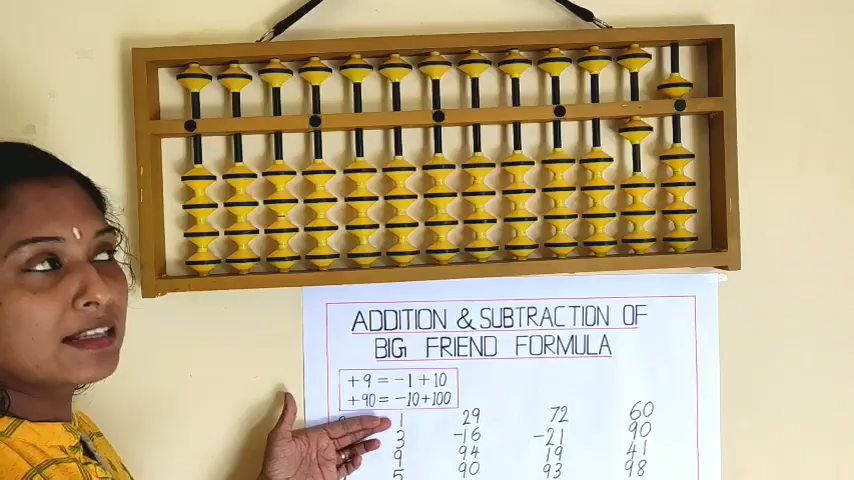 ADDITION & SUBTRACTION OF
BIG FRIEND FORMULA
+9 = -1 + 10
+90 = -10 + 100
1 29 72 60
3 -16 -21 90
9 94 19 41
5 90 93 98